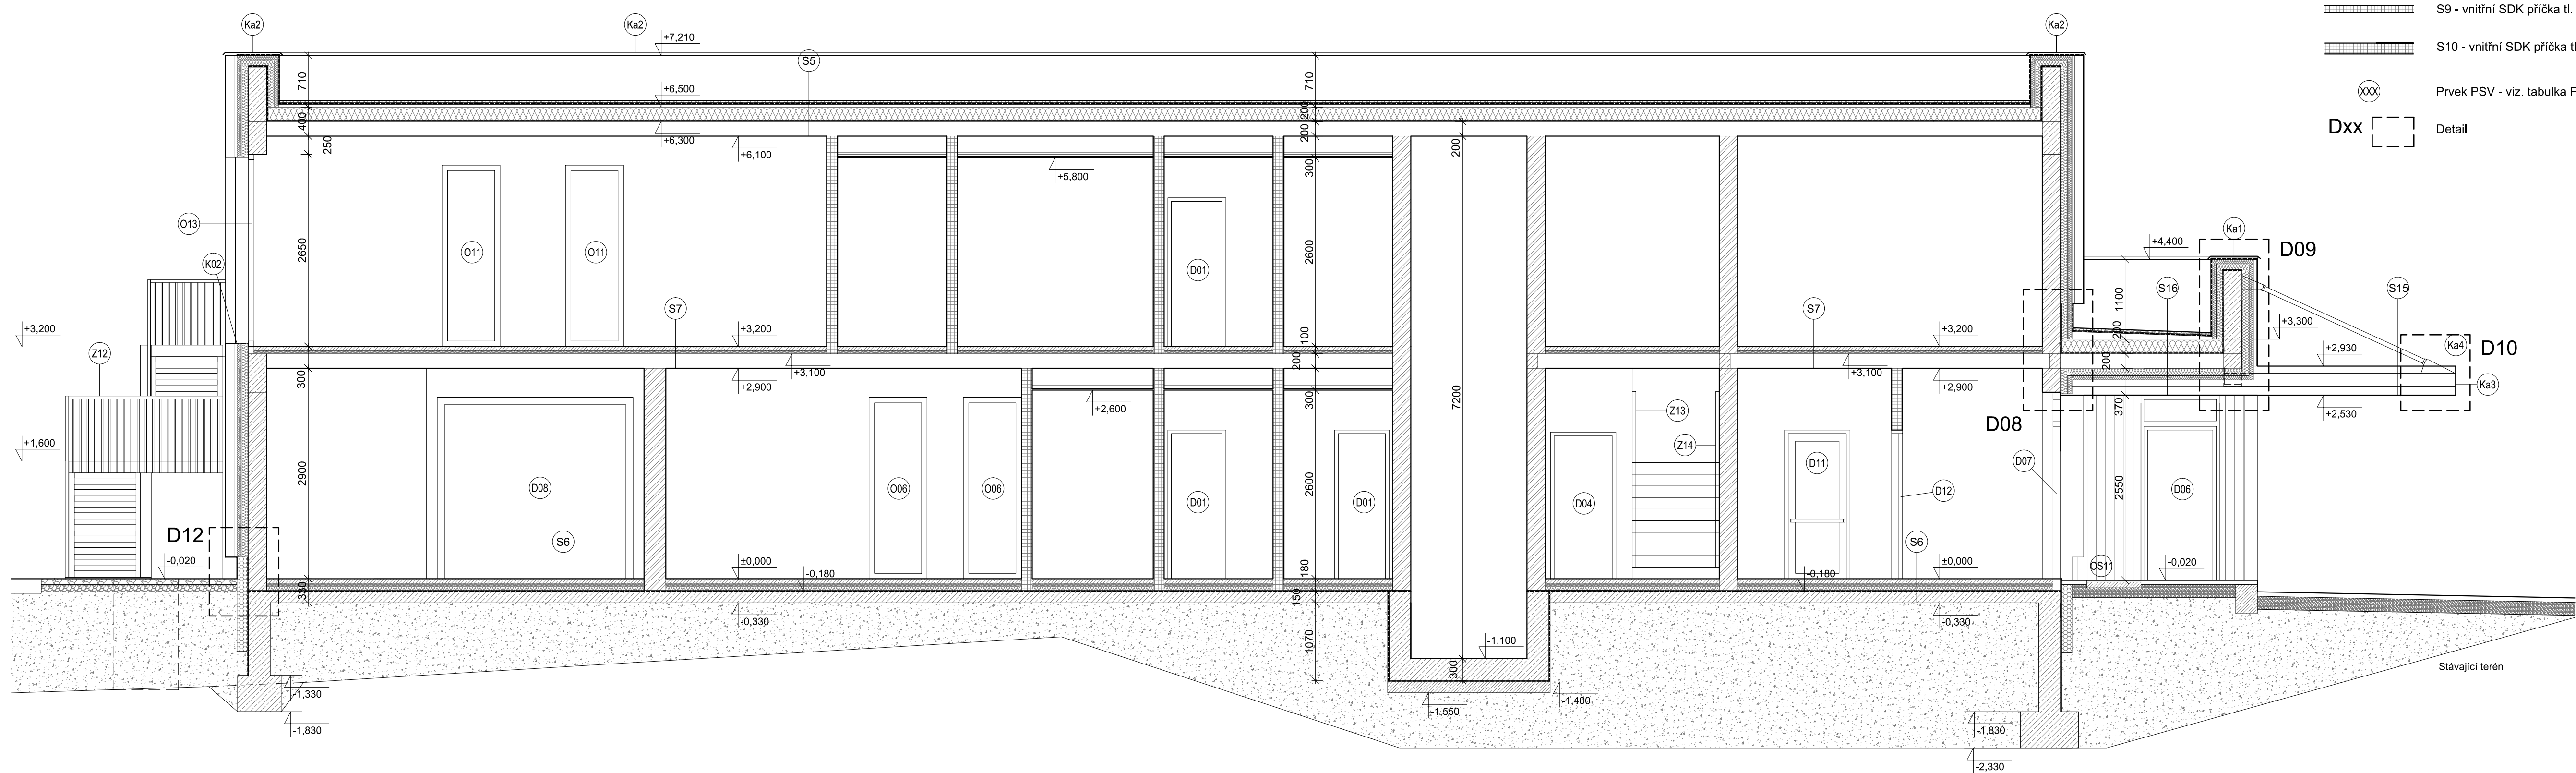 S9 - vnitřní SDK příčka tl.
S10 - vnitřní SDK příčka tl
XXX Prvek PSV - viz. tabulka P
Dxx Detail
Ka2
Ka2
Ka2
+7,210
S5
710
710
+6,500
400
200
+6,300
250
+6,100
200
200
300
+5,800
O13
2650
O11
O11
D01
2600
7200
K02
Ka1
D09
+4,400
1100
S16
S15
+3,200
S7
+3,200
S7
+3,200
100
200
+3,300
Z12
+3,100
+3,100
200
200
+2,930
Ka4
D10
300
+2,900
+2,900
300
+2,600
Ka3
370
+2,530
D08
Z13
Z14
+1,600
2900
D08
O06
O06
D01
2600
D01
D04
D11
D12
D07
2550
D06
D12
S6
S6
-0,020
±0,000
-0,180
180
-0,180
±0,000
OS11
-0,020
330
-0,330
150
-0,330
1070
-1,100
300
Stávající terén
-1,330
-1,550
-1,400
-1,830
-1,830
-2,330